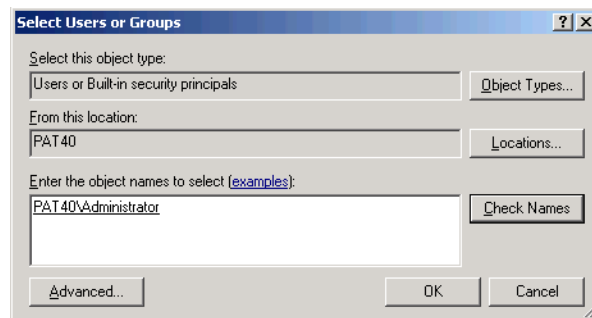 Select Users or Groups
Select this object type:
Users or Built-in security principals
Object Types...
From this location:
PAT40
Locations...
Enter the object names to select (examples):
PAT40\Administrator
Check Names
Advanced...
OK
Cancel